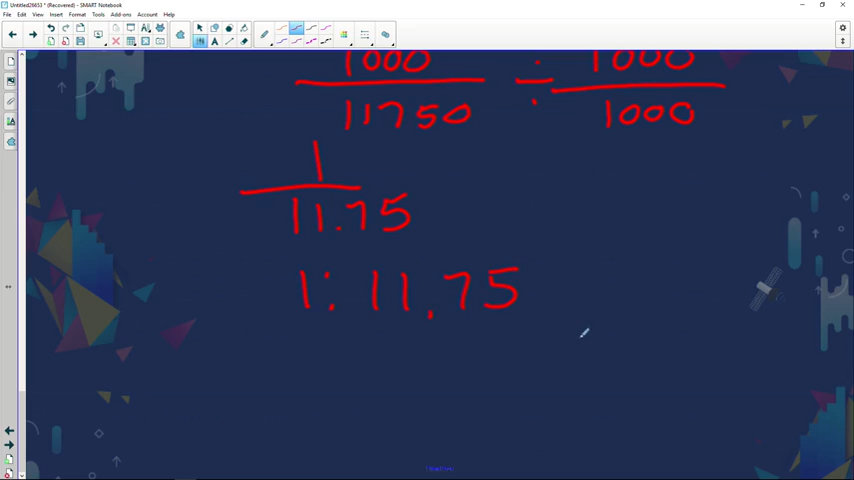 Untitled26653 * (Recovered) - SMART Notebook
File Edit View Insert Format Tools Add-ons Account Help
1000 ÷ 1000
11750 1000
1
11.75
1: 11.75